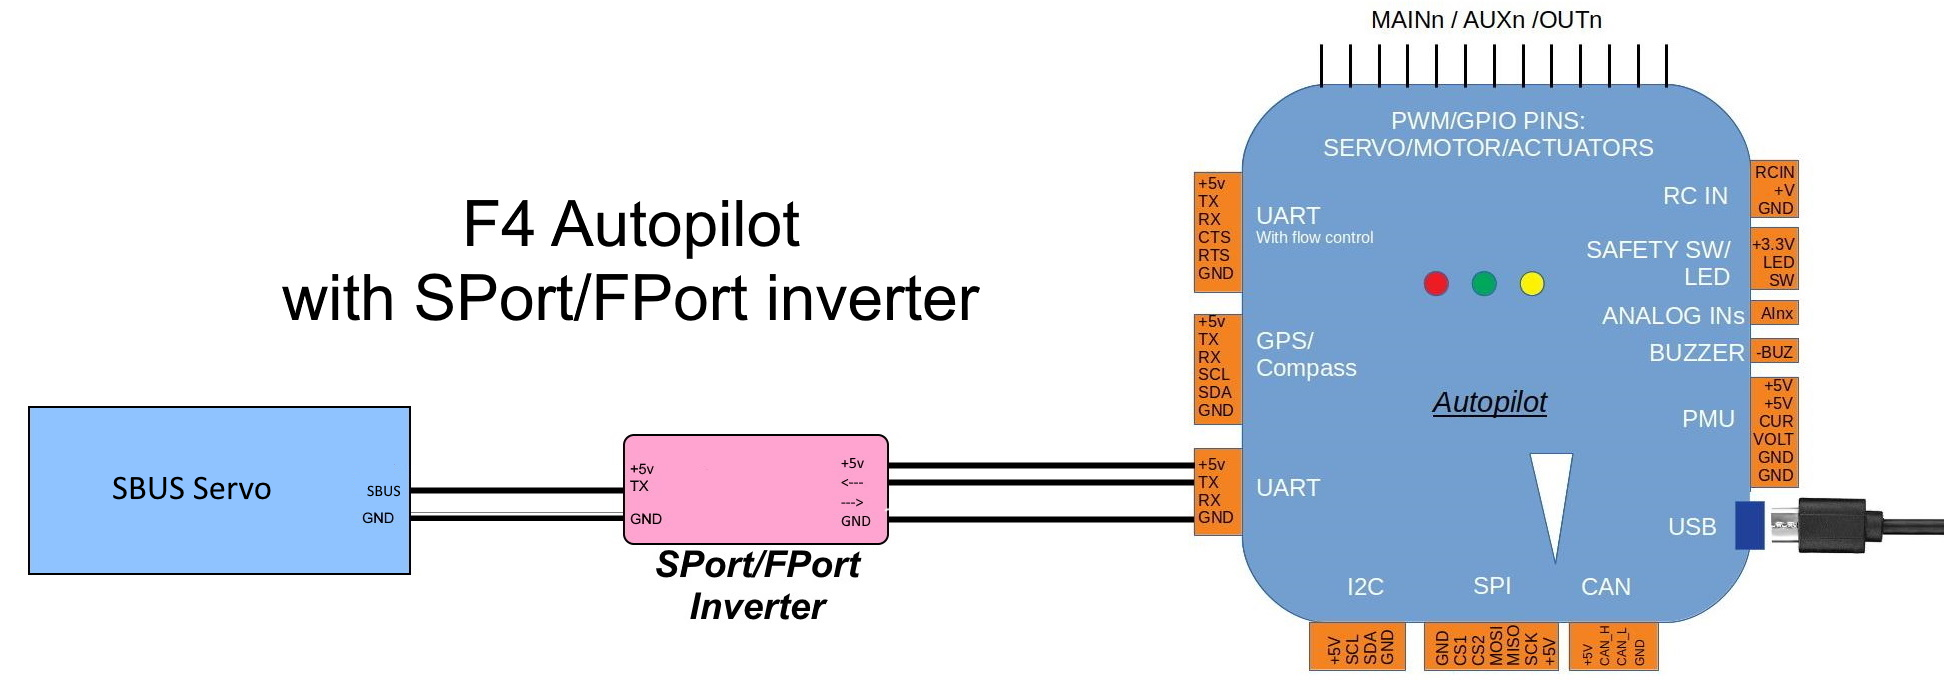 MAINn / AUXn /OUTn
PWM/GPIO PINS:
SERVO/MOTOR/ACTUATORS
F4 Autopilot
with SPort/FPort inverter
+5v
TX
RX
CTS
RTS
GND
UART
With flow control
+5v
TX
RX
SCL
SDA
GND
GPS/
Compass
+5v
TX
RX
GND
UART
Autopilot
RC IN
RCIN
+V
GND
SAFETY SW/
LED
+3.3V
LED
SW
ANALOG INs
AInx
BUZZER
-BUZ
PMU
+5V
+5V
CUR
VOLT
GND
GND
USB
SBUS Servo
SBUS
GND
+5v
TX
GND
+5v
<---
--->
GND
SPort/FPort
Inverter
I2C
SPI
CAN
+5V
SCL
SDA
GND
GND
CS1
CS2
MOSI
MISO
SCK
+5V
+5V
CAN_H
CAN_L
GND